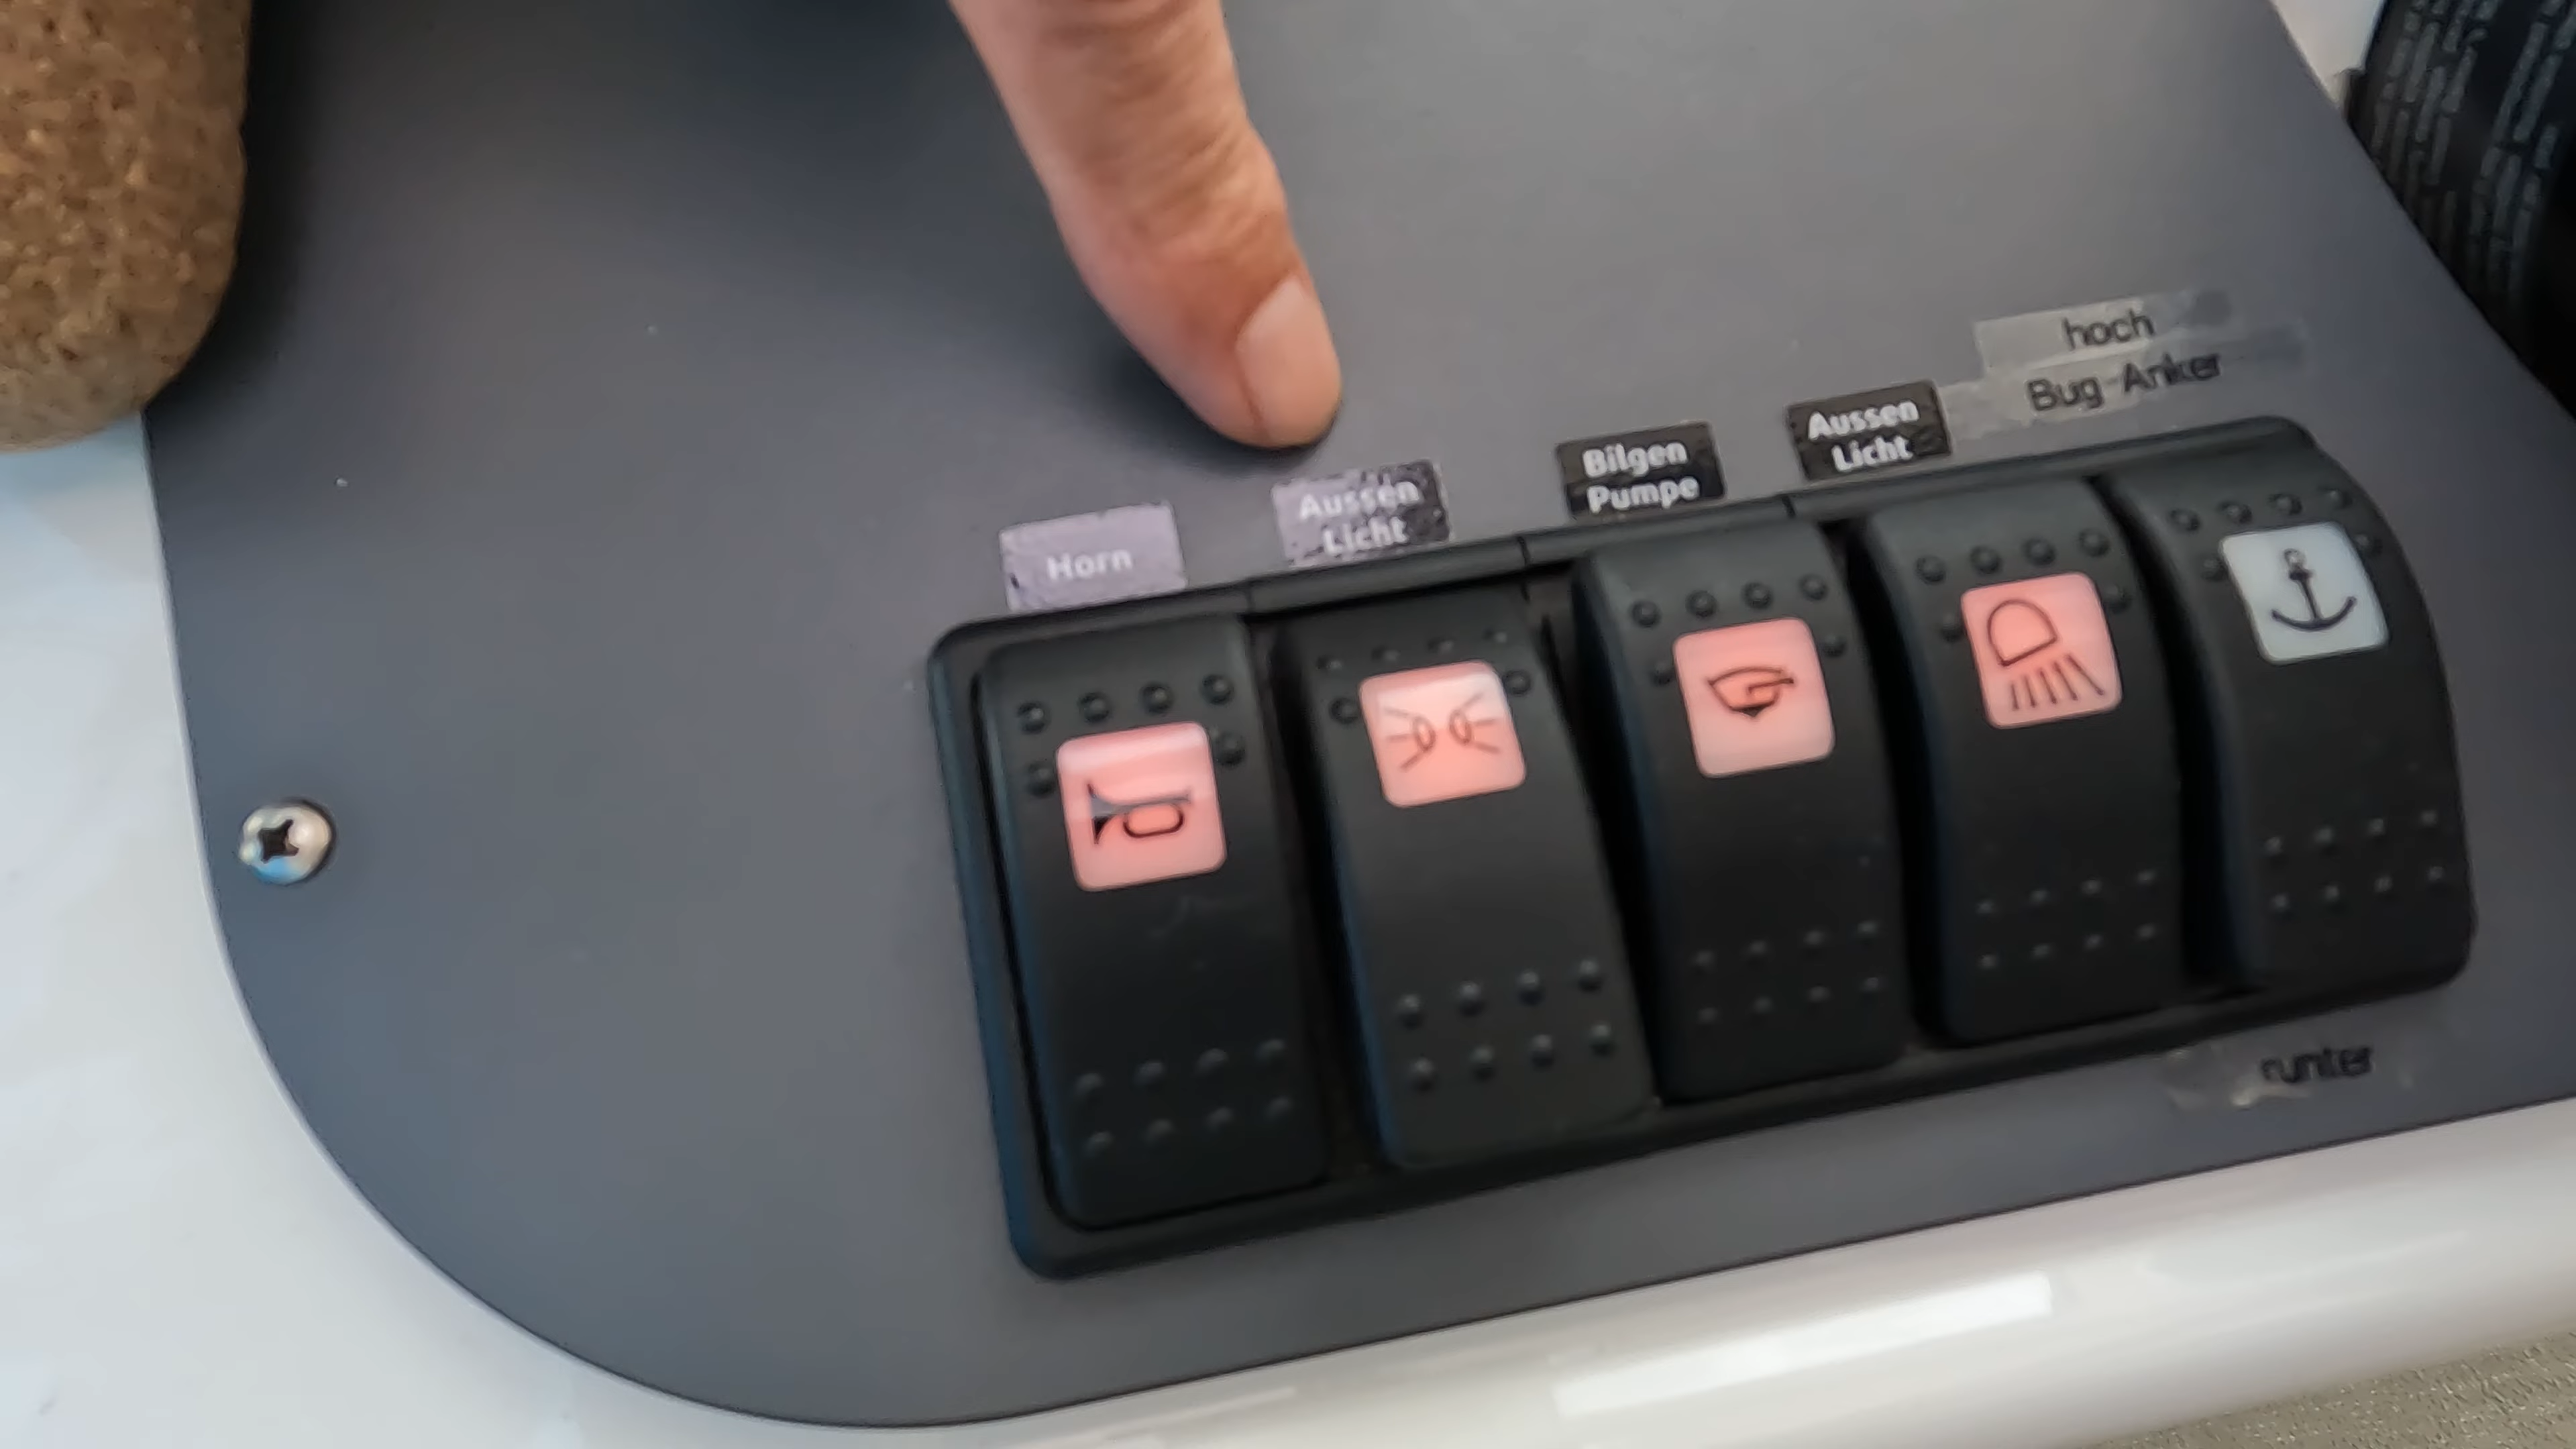 Horn
Aussen
Licht
Bilgen
Pumpe
Aussen
Licht
hoch
Bug-Anker
runter